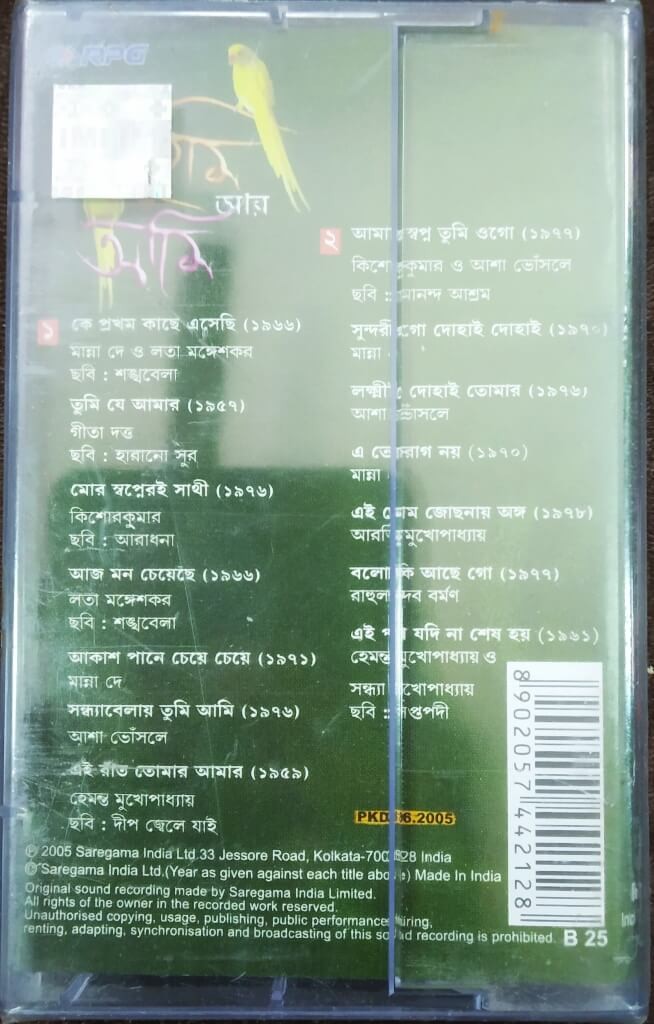 RPG
আর
আমি
১
কে প্রথম কাছে এসেছি (১৯৬৬)
মান্না দে ও লতা মঙ্গেশকর
ছবি : শঙ্খবেলা
তুমি যে আমার (১৯৫৭)
গীতা দত্ত
ছবি : হারানো সুর
মোর স্বপ্নেরই সাথী (১৯৭৬)
কিশোরকুমার
ছবি : আরাধনা
আজ মন চেয়েছে (১৯৬৬)
লতা মঙ্গেশকর
ছবি : শঙ্খবেলা
আকাশ পানে চেয়ে চেয়ে (১৯৭১)
মান্না দে
সন্ধ্যাবেলায় তুমি আমি (১৯৭৬)
আশা ভোঁসলে
এই রাত তোমার আমার (১৯৫৯)
হেমন্ত মুখোপাধ্যায়
ছবি : দীপ জ্বেলে যাই
২
আমার স্বপ্ন তুমি ওগো (১৯৭৭)
কিশোরকুমার ও আশা ভোঁসলে
ছবি : আনন্দ আশ্রম
সুন্দরী ওগো দোহাই দোহাই (১৯৭০)
মান্না
দোহাই তোমার (১৯৭৬)
আশা ভোঁসলে
এ তো রাগ নয় (১৯৭০)
মান্না
এই মোম জোছনায় অঙ্গ (১৯৭৮)
আরতি মুখোপাধ্যায়
বলো কি আছে গো (১৯৭৭)
রাহুল দেব বর্মণ
এই পথ যদি না শেষ হয় (১৯৬১)
হেমন্ত মুখোপাধ্যায় ও
সন্ধ্যা মুখোপাধ্যায়
ছবি : সপ্তপদী
8902057442128
PKD 6.2005
℗ 2005 Saregama India Ltd.33 Jessore Road, Kolkata-700 028 India
© Saregama India Ltd.(Year as given against each title above) Made In India
Original sound recording made by Saregama India Limited.
All rights of the owner in the recorded work reserved.
Unauthorised copying, usage, publishing, public performance, hiring,
renting, adapting, synchronisation and broadcasting of this sound recording is prohibited. B 25